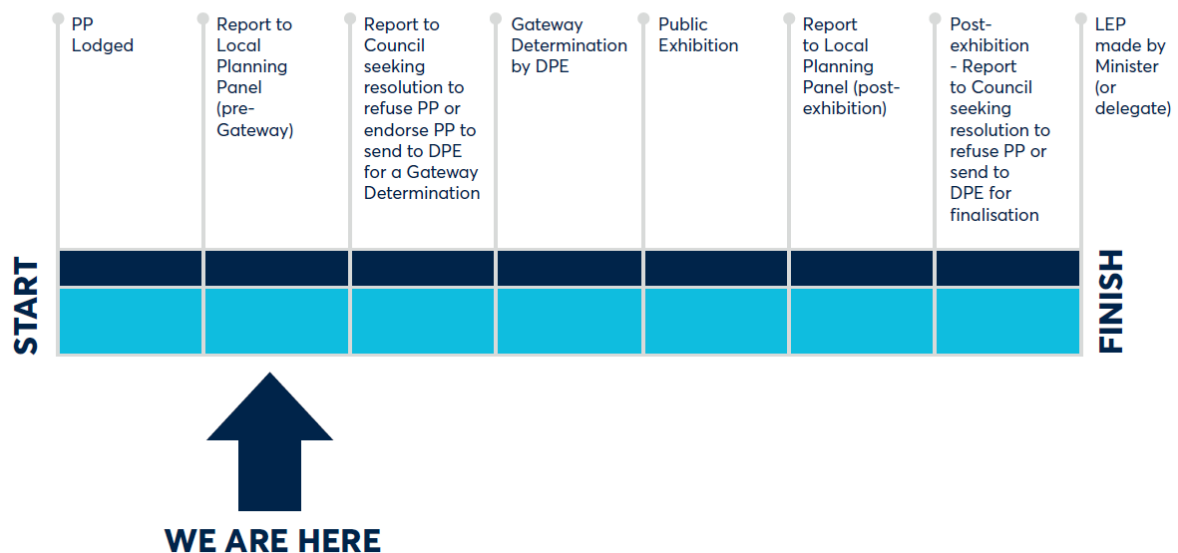 PP
Lodged
Report to
Local
Planning
Panel
(pre-
Gateway)
Report to
Council
seeking
resolution to
refuse PP or
endorse PP to
send to DPE
for a Gateway
Determination
Gateway
Determination
by DPE
Public
Exhibition
Report
to Local
Planning
Panel (post-
exhibition)
Post-
exhibition
- Report
to Council
seeking
resolution to
refuse PP or
send to
DPE for
finalisation
LEP
made by
Minister
(or
delegate)
START
FINISH
WE ARE HERE